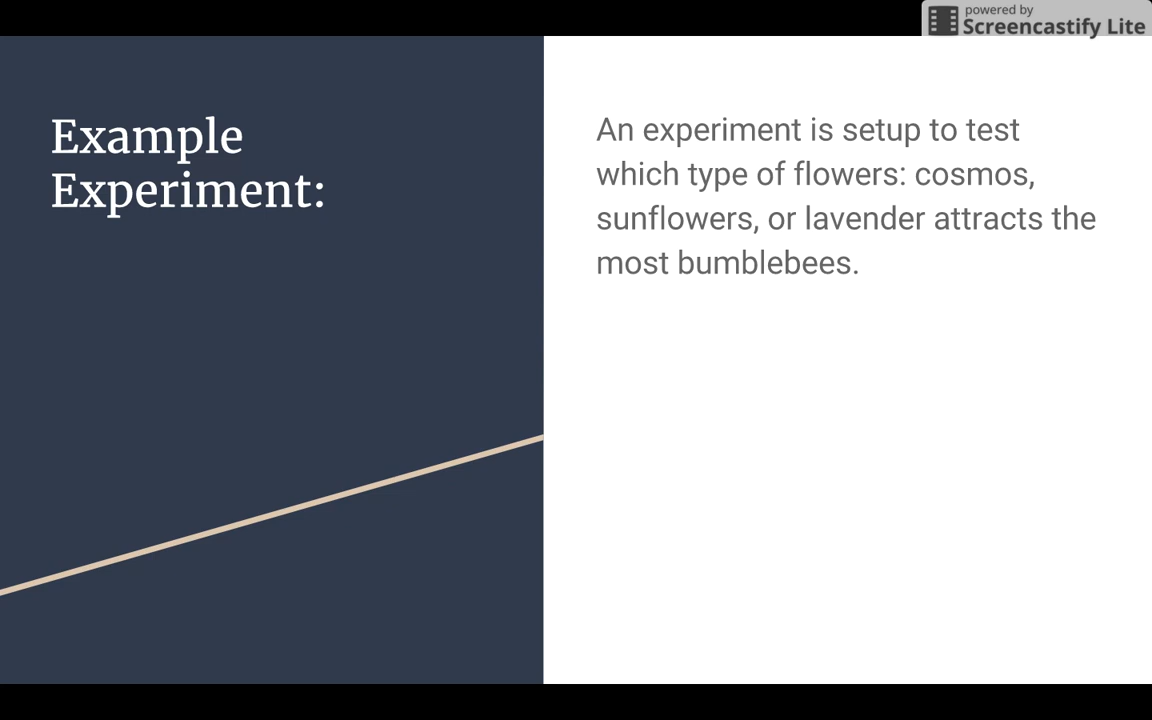 powered by
Screencastify Lite
Example
Experiment:
An experiment is setup to test
which type of flowers: cosmos,
sunflowers, or lavender attracts the
most bumblebees.